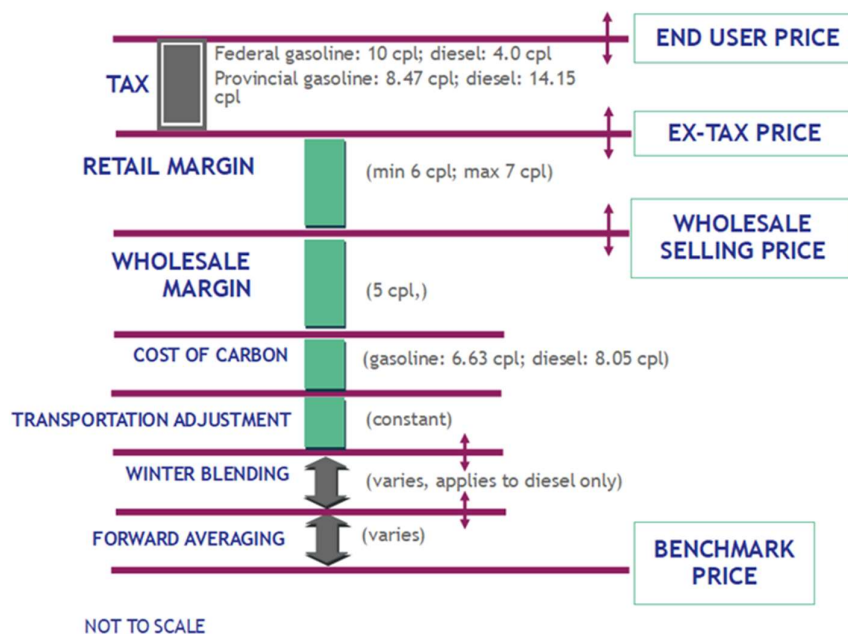 END USER PRICE
Federal gasoline: 10 cpl; diesel: 4.0 cpl
Provincial gasoline: 8.47 cpl; diesel: 14.15
cpl
TAX
EX-TAX PRICE
RETAIL MARGIN
(min 6 cpl; max 7 cpl)
WHOLESALE
SELLING PRICE
WHOLESALE
MARGIN
(5 cpl,)
COST OF CARBON
(gasoline: 6.63 cpl; diesel: 8.05 cpl)
TRANSPORTATION ADJUSTMENT
(constant)
WINTER BLENDING
(varies, applies to diesel only)
FORWARD AVERAGING
(varies)
BENCHMARK
PRICE
NOT TO SCALE